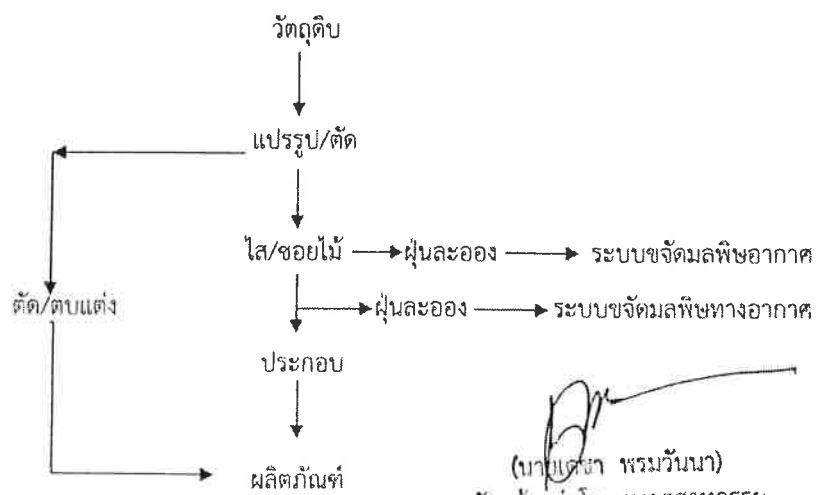 วัตถุดิบ
แปรรูป/ตัด
ไส/ซอยไม้ ฝุ่นละออง ระบบขจัดมลพิษอากาศ
ตัด/ตบแต่ง
ฝุ่นละออง ระบบขจัดมลพิษทางอากาศ
ประกอบ
ผลิตภัณฑ์
พรมวันนา)